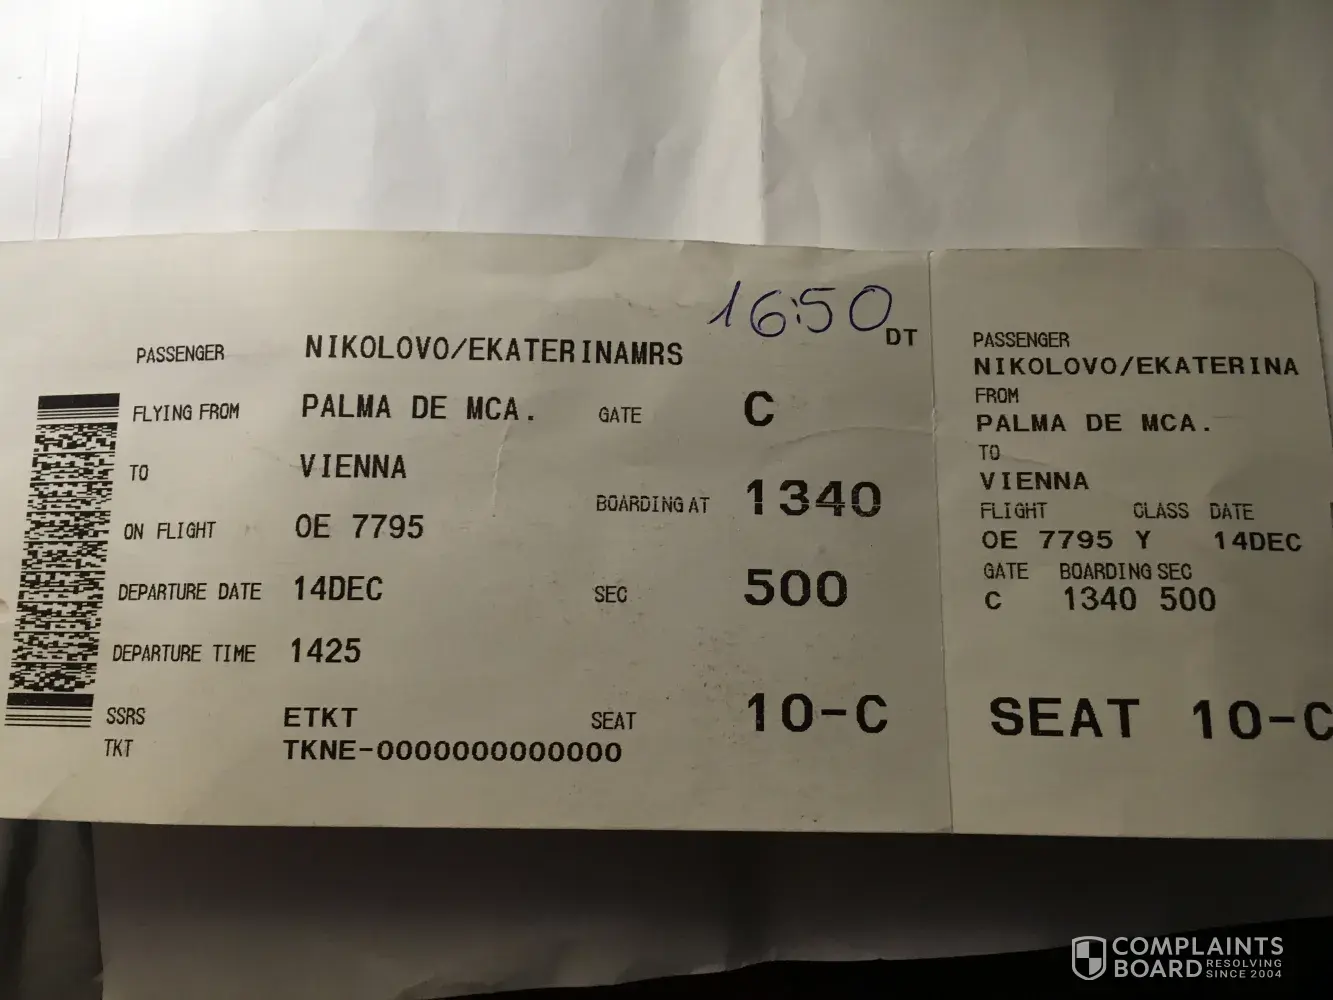 16:50
DT
PASSENGER NIKOLOVO/EKATERINAMRS
FLYING FROM PALMA DE MCA. GATE C
TO VIENNA
BOARDING AT 1340
ON FLIGHT OE 7795
DEPARTURE DATE 14DEC SEC 500
DEPARTURE TIME 1425
SSRS ETKT SEAT 10-C
TKT TKNE-0000000000000
PASSENGER
NIKOLOVO/EKATERINA
FROM
PALMA DE MCA.
TO
VIENNA
FLIGHT CLASS DATE
OE 7795 Y 14DEC
GATE BOARDING SEC
C 1340 500
SEAT 10-C
COMPLAINTS
BOARD RESOLVING
SINCE 2004